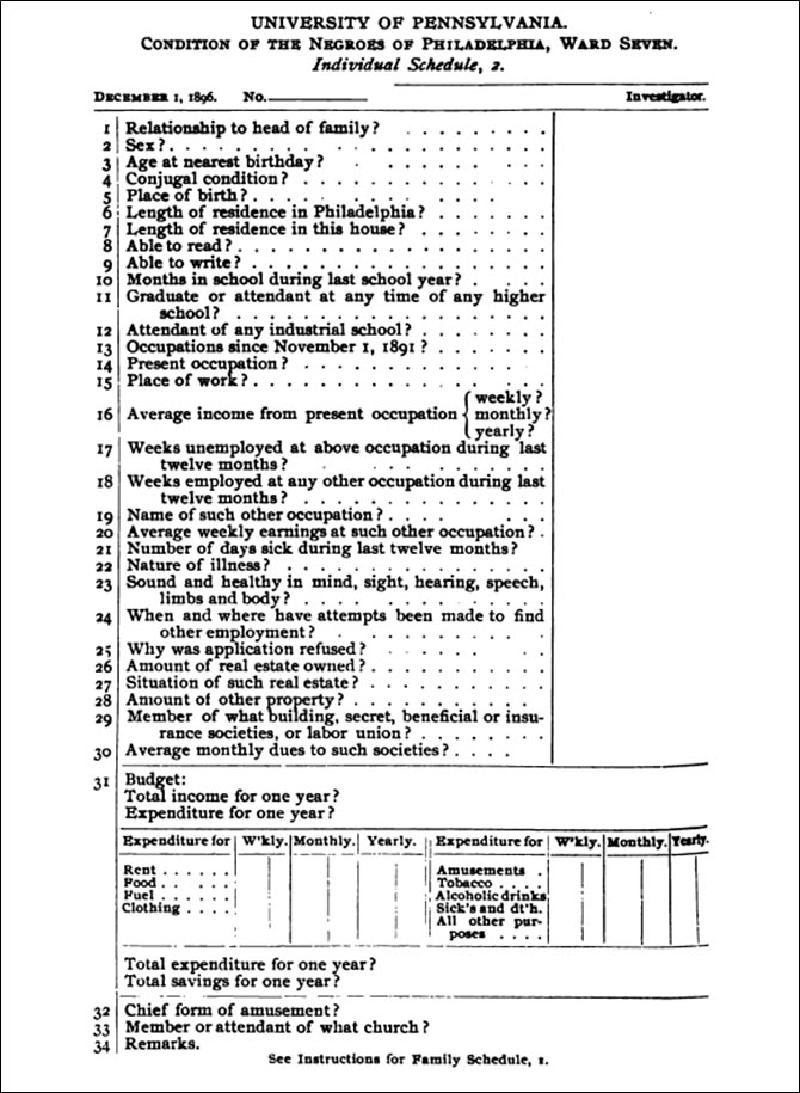 UNIVERSITY OF PENNSYLVANIA.
CONDITION OF THE NEGROES OF PHILADELPHIA, WARD SEVEN.
Individual Schedule, 2.
DECEMBER 1, 1896. No. Investigator.
1 Relationship to head of family?
2 Sex?
3 Age at nearest birthday?
4 Conjugal condition?
5 Place of birth?
6 Length of residence in Philadelphia?
7 Length of residence in this house?
8 Able to read?
9 Able to write?
10 Months in school during last school year?
11 Graduate or attendant at any time of any higher
school?
12 Attendant of any industrial school?
13 Occupations since November 1, 1891?
14 Present occupation?
15 Place of work?
16 Average income from present occupation { weekly?
monthly?
yearly?
17 Weeks unemployed at above occupation during last
twelve months?
18 Weeks employed at any other occupation during last
twelve months?
19 Name of such other occupation?
20 Average weekly earnings at such other occupation?
21 Number of days sick during last twelve months?
22 Nature of illness?
23 Sound and healthy in mind, sight, hearing, speech,
limbs and body?
24 When and where have attempts been made to find
other employment?
25 Why was application refused?
26 Amount of real estate owned?
27 Situation of such real estate?
28 Amount of other property?
29 Member of what building, secret, beneficial or insu-
rance societies, or labor union?
30 Average monthly dues to such societies?
31 Budget:
Total income for one year?
Expenditure for one year?
Expenditure for W'kly. Monthly. Yearly. Expenditure for W'kly. Monthly. Yearly.
Rent Amusements
Food Tobacco
Fuel Alcoholic drinks
Clothing Sick's and dt'h.
All other pur-
poses
Total expenditure for one year?
Total savings for one year?
32 Chief form of amusement?
33 Member or attendant of what church?
34 Remarks.
See Instructions for Family Schedule, 1.